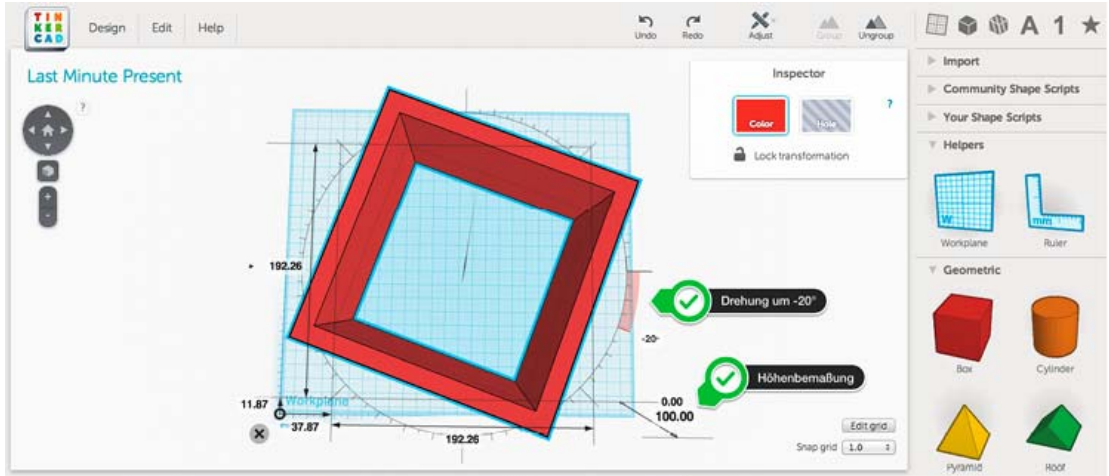 TIN
KER
CAD
Design
Edit
Help
Undo
Redo
Adjust
Group
Ungroup
A
1
Last Minute Present
?
+
-
Inspector
Color
Hole
?
Lock transformation
192.26
Drehung um -20°
-20
Höhenbemaßung
0.00
100.00
11.87
Workplane
37.87
192.26
Edit grid
Snap grid
1.0
Import
Community Shape Scripts
Your Shape Scripts
Helpers
W
mm
Workplane
Ruler
Geometric
Box
Cylinder
Pyramid
Roof